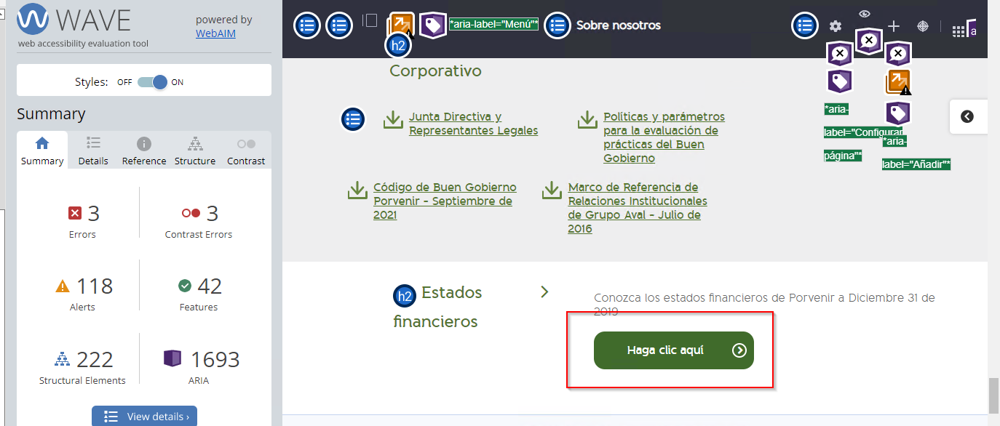 WAVE
powered by
WebAIM
web accessibility evaluation tool
Styles: OFF ON
Summary
Summary Details Reference Structure Contrast
3
Errors
3
Contrast Errors
118
Alerts
42
Features
222
Structural Elements
1693
ARIA
View details ›
*aria-label="Menú"*
Sobre nosotros
h2
Corporativo
Junta Directiva y
Representantes Legales
Políticas y parámetros
para la evaluación de
prácticas del Buen
Gobierno
Código de Buen Gobierno
Porvenir - Septiembre de
2021
Marco de Referencia de
Relaciones Institucionales
de Grupo Aval - Julio de
2016
*aria-
label="Configurar
página"*
*aria-
label="Añadir"*
a
h2 Estados
financieros
Conozca los estados financieros de Porvenir a Diciembre 31 de
2019
Haga clic aquí